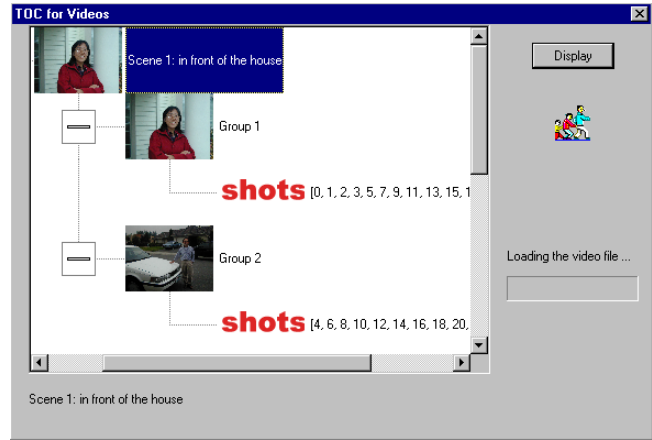 TOC for Videos
Scene 1: in front of the house
Display
Group 1
shots [0, 1, 2, 3, 5, 7, 9, 11, 13, 15, 1
Group 2
Loading the video file ...
shots [4, 6, 8, 10, 12, 14, 16, 18, 20,
Scene 1: in front of the house